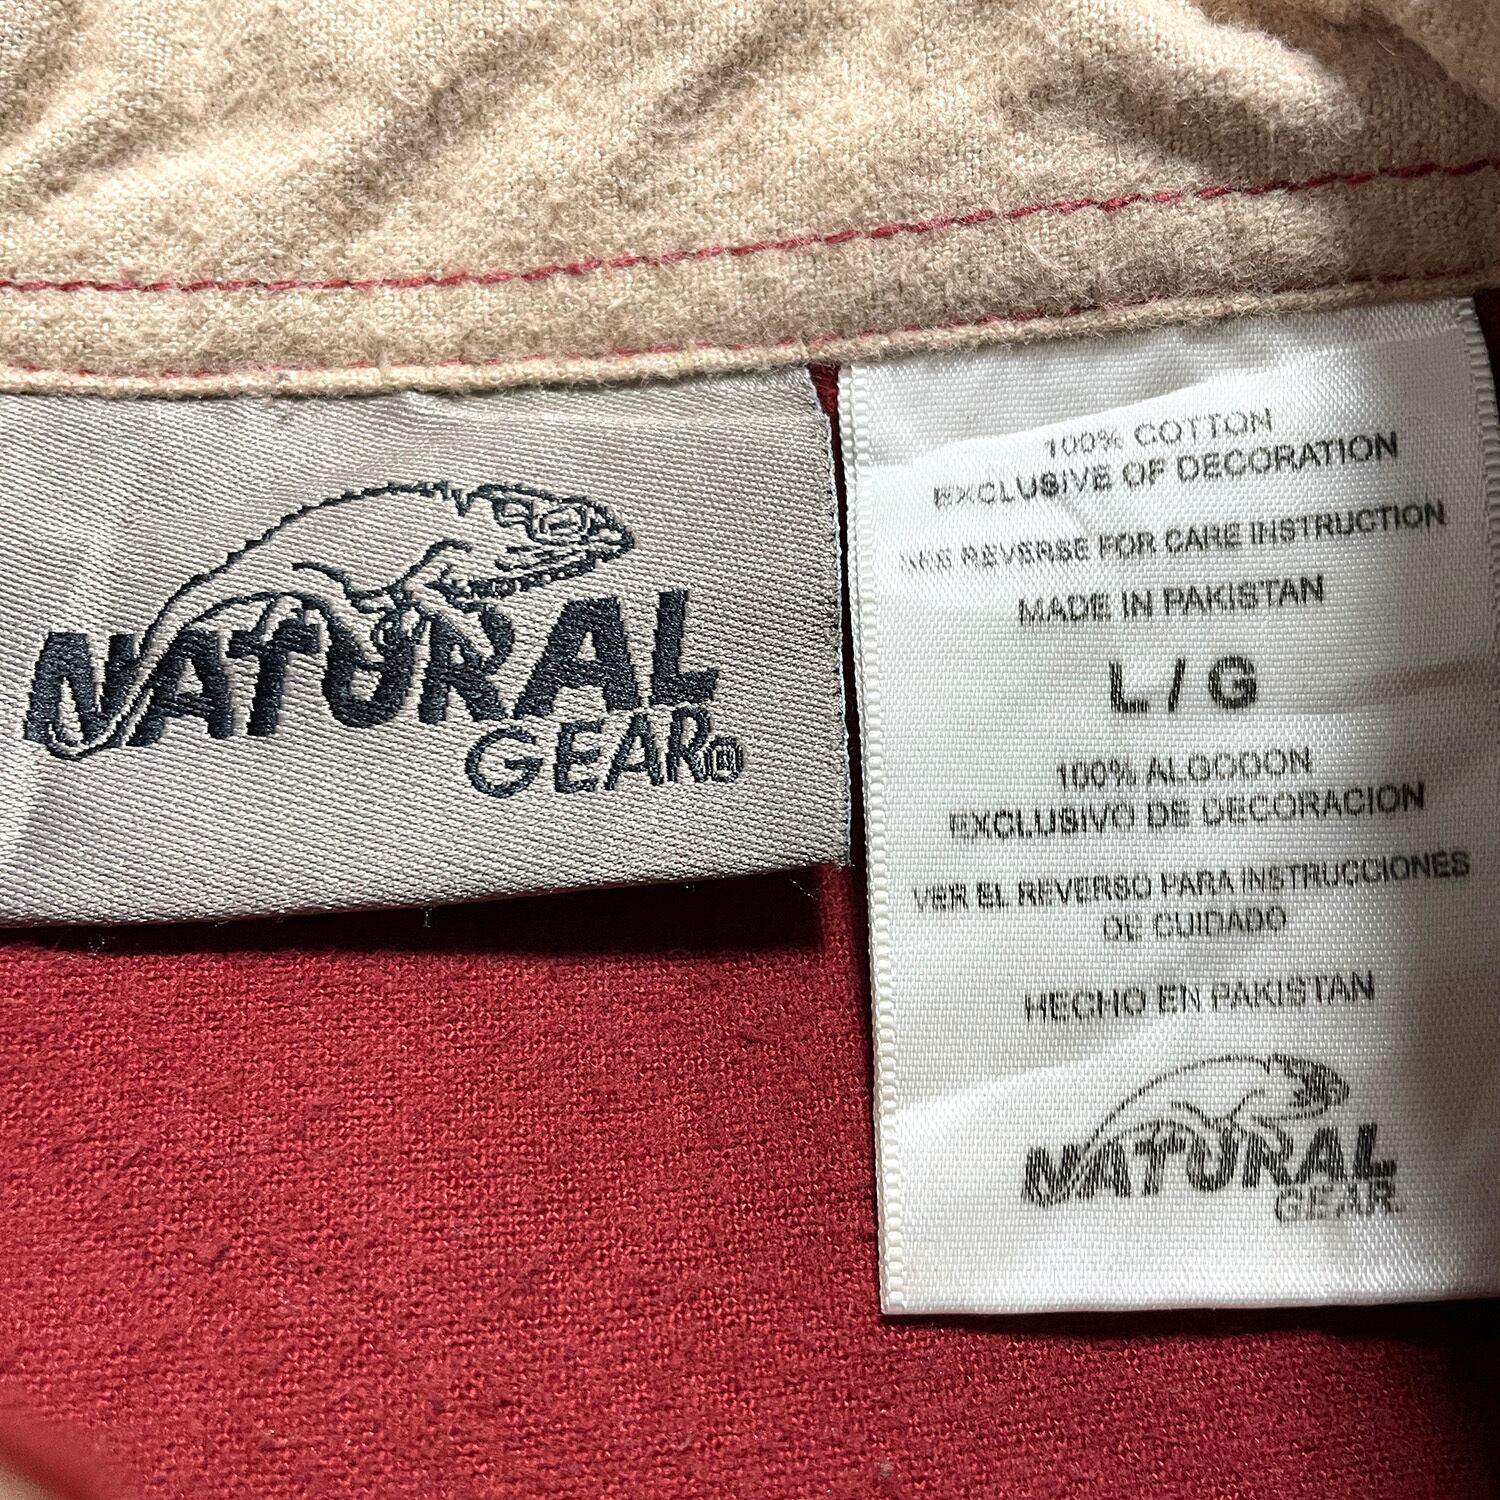 NATURAL
GEAR®
100% COTTON
EXCLUSIVE OF DECORATION
SEE REVERSE FOR CARE INSTRUCTION
MADE IN PAKISTAN
L / G
100% ALGODON
EXCLUSIVO DE DECORACION
VER EL REVERSO PARA INSTRUCCIONES
DE CUIDADO
HECHO EN PAKISTAN
NATURAL
GEAR